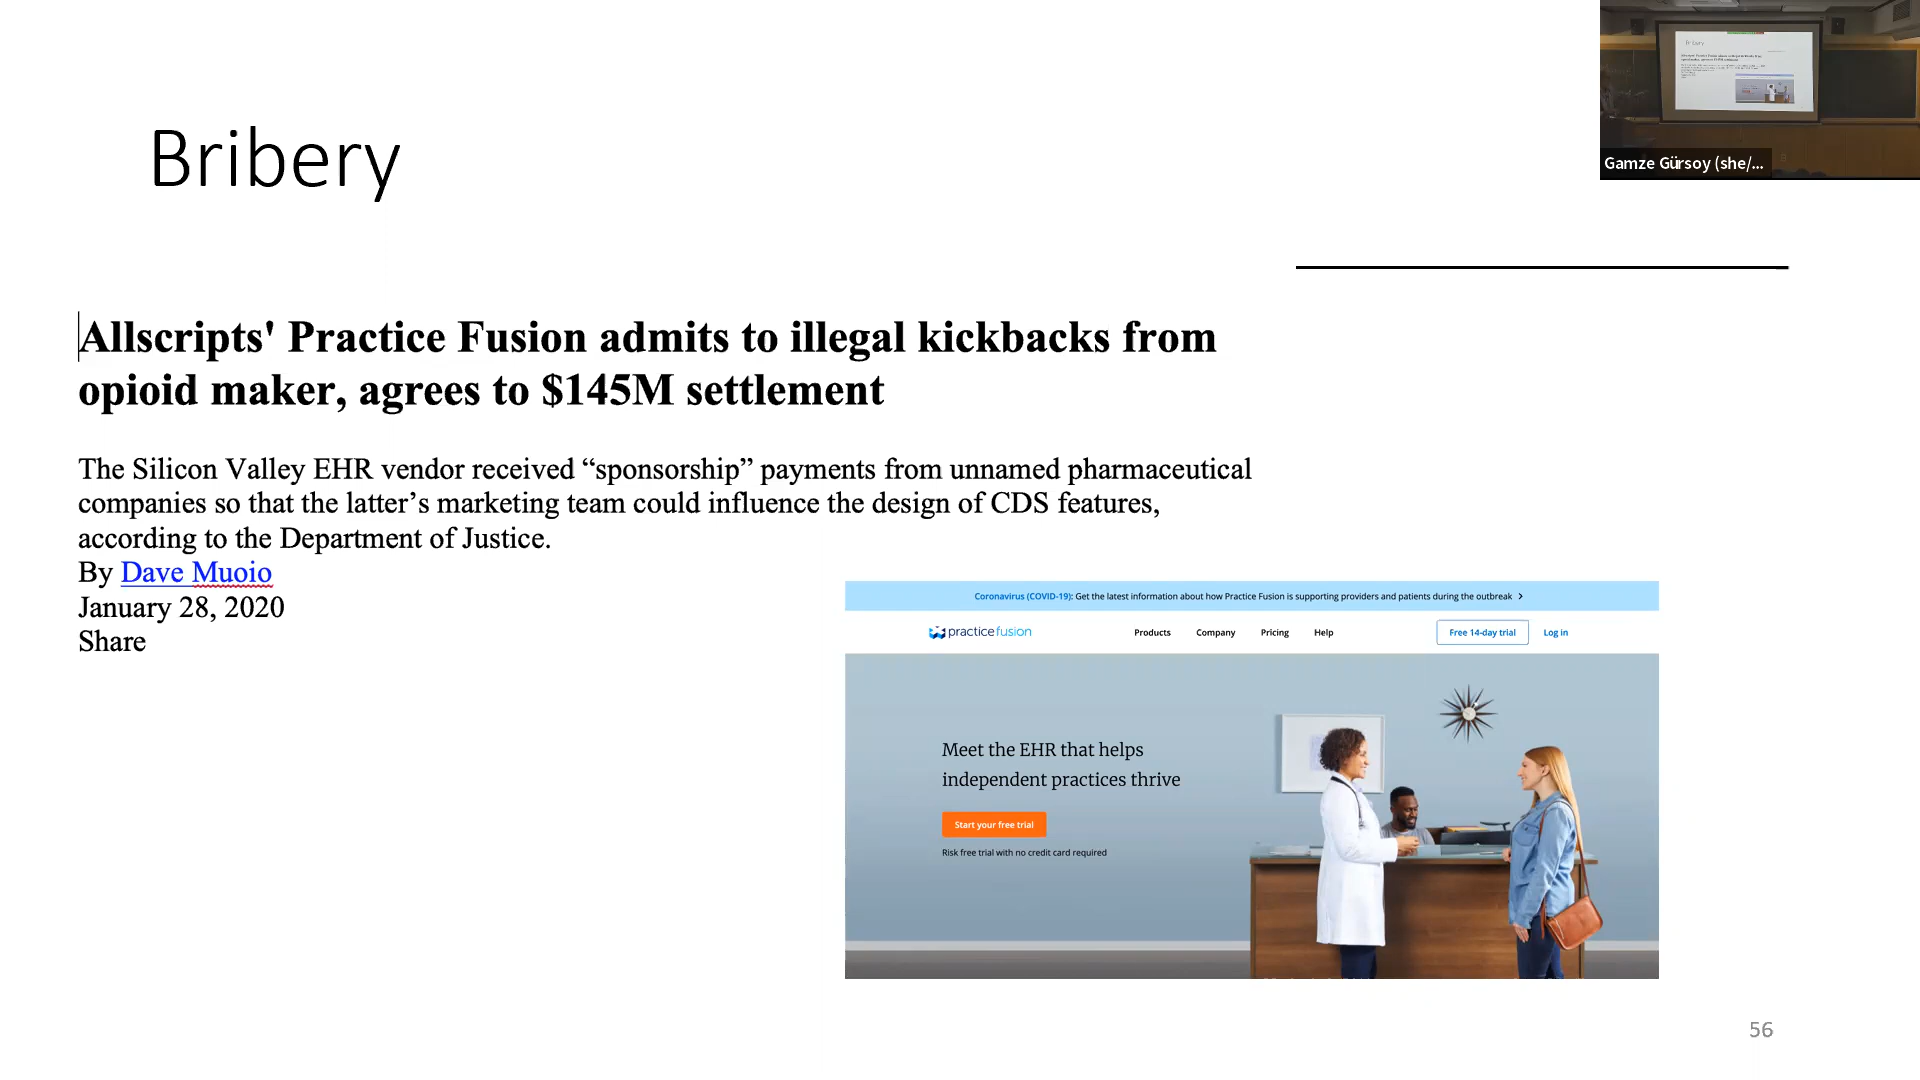 Bribery
Gamze Gürsoy (she/...
Allscripts' Practice Fusion admits to illegal kickbacks from
opioid maker, agrees to $145M settlement
The Silicon Valley EHR vendor received “sponsorship” payments from unnamed pharmaceutical
companies so that the latter’s marketing team could influence the design of CDS features,
according to the Department of Justice.
By Dave Muoio
January 28, 2020
Share
Coronavirus (COVID-19): Get the latest information about how Practice Fusion is supporting providers and patients during the outbreak >
practice fusion
Products Company Pricing Help
Free 14-day trial Log in
Meet the EHR that helps
independent practices thrive
Start your free trial
Risk free trial with no credit card required
56